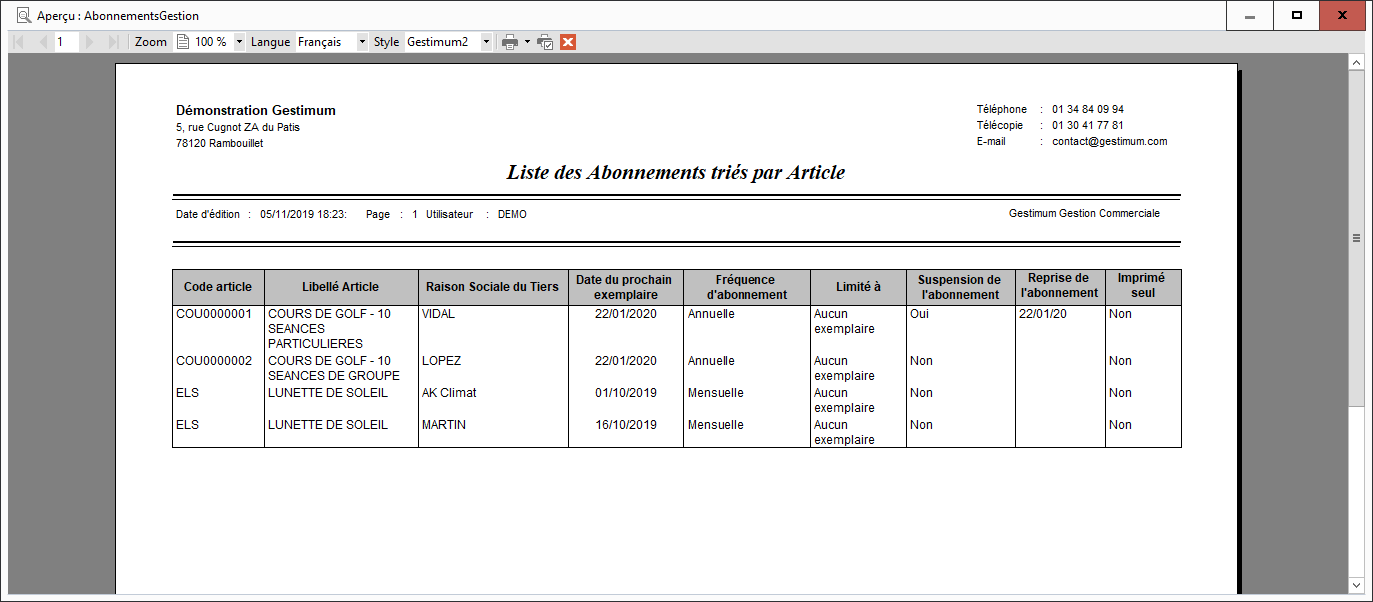 Aperçu : AbonnementsGestion
1 Zoom 100 % Langue Français Style Gestimum2
Démonstration Gestimum
5, rue Cugnot ZA du Patis
78120 Rambouillet
Téléphone : 01 34 84 09 94
Télécopie : 01 30 41 77 81
E-mail : contact@gestimum.com
Liste des Abonnements triés par Article
Date d'édition : 05/11/2019 18:23: Page : 1 Utilisateur : DEMO
Gestimum Gestion Commerciale
Code article Libellé Article Raison Sociale du Tiers Date du prochain exemplaire Fréquence d'abonnement Limité à Suspension de l'abonnement Reprise de l'abonnement Imprimé seul
COU0000001 COURS DE GOLF - 10 VIDAL 22/01/2020 Annuelle Aucun Oui 22/01/20 Non
SEANCES exemplaire
PARTICULIERES
COU0000002 COURS DE GOLF - 10 LOPEZ 22/01/2020 Annuelle Aucun Non Non
SEANCES DE GROUPE exemplaire
ELS LUNETTE DE SOLEIL AK Climat 01/10/2019 Mensuelle Aucun Non Non
exemplaire
ELS LUNETTE DE SOLEIL MARTIN 16/10/2019 Mensuelle Aucun Non Non
exemplaire